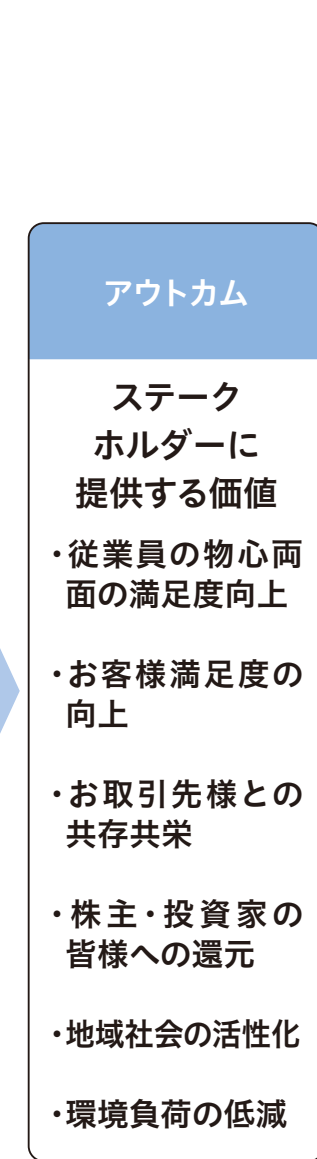 アウトカム
ステーク
ホルダーに
提供する価値
・従業員の物心両
面の満足度向上
・お客様満足度の
向上
・お取引先様との
共存共栄
・株主・投資家の
皆様への還元
・地域社会の活性化
・環境負荷の低減